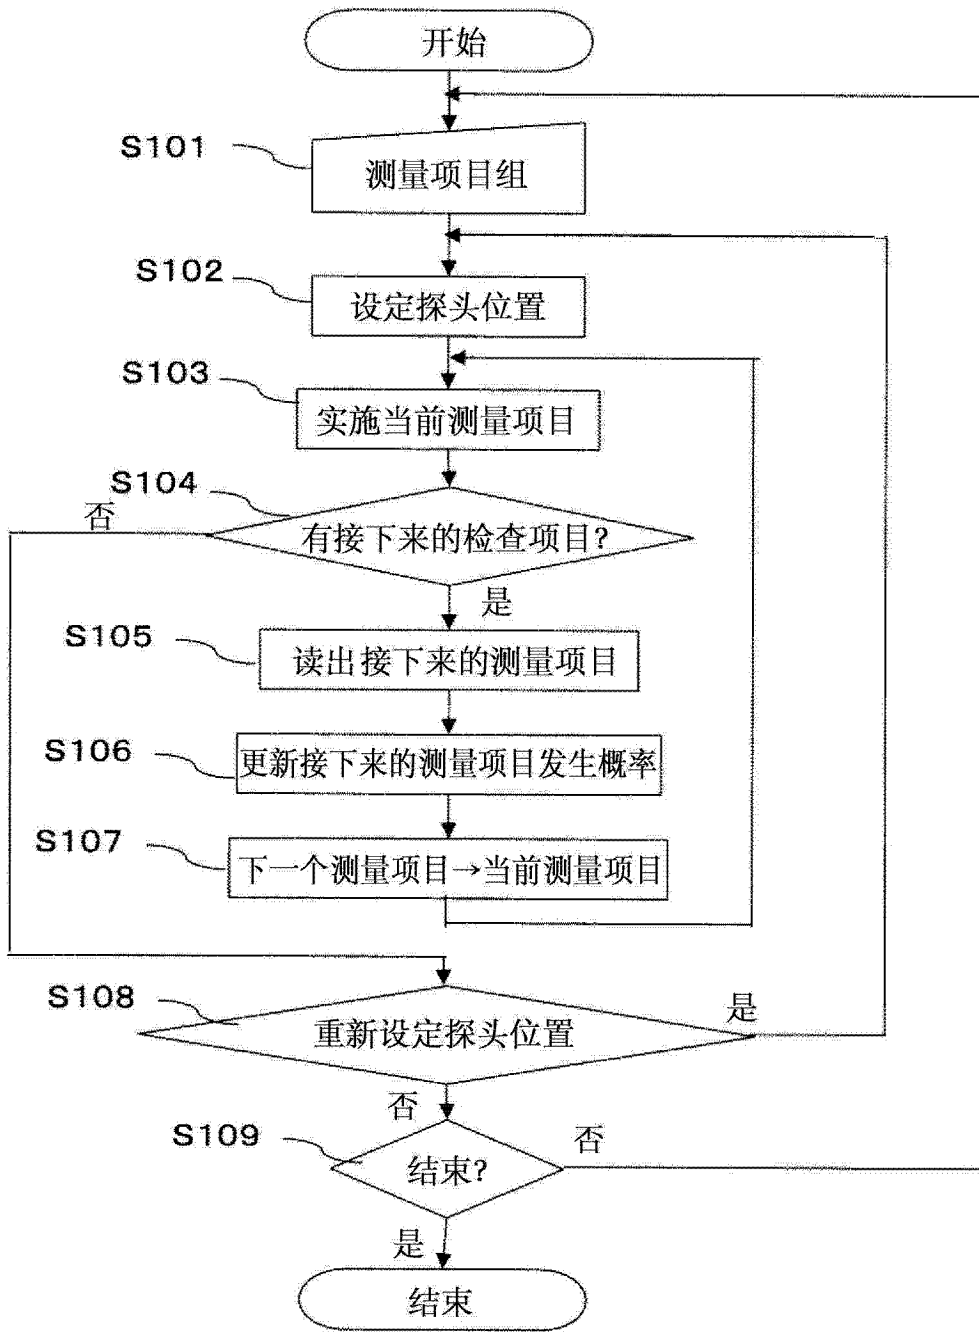 开始
S101
测量项目组
S102
设定探头位置
S103
实施当前测量项目
S104
否
有接下来的检查项目?
是
S105
读出接下来的测量项目
S106
更新接下来的测量项目发生概率
S107
下一个测量项目→当前测量项目
S108
重新设定探头位置
是
否
S109
结束?
否
是
结束